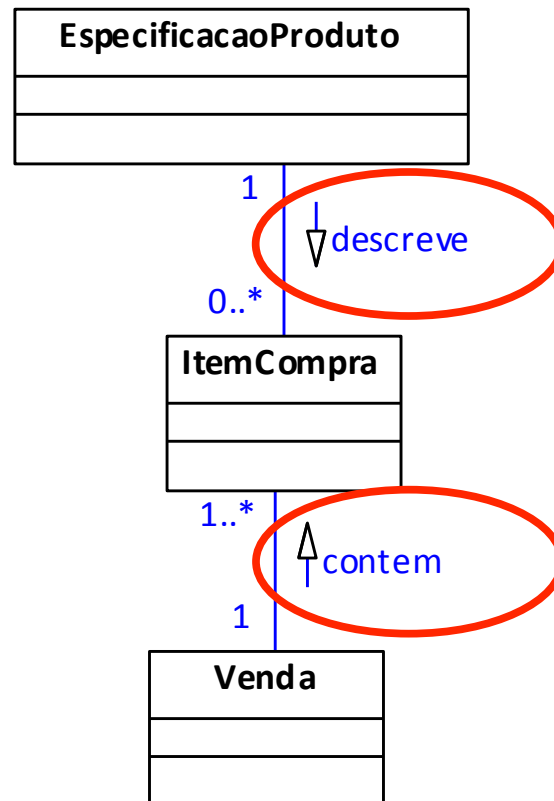 EspecificacaoProduto
1
descreve
0..*
ItemCompra
1..*
contem
1
Venda